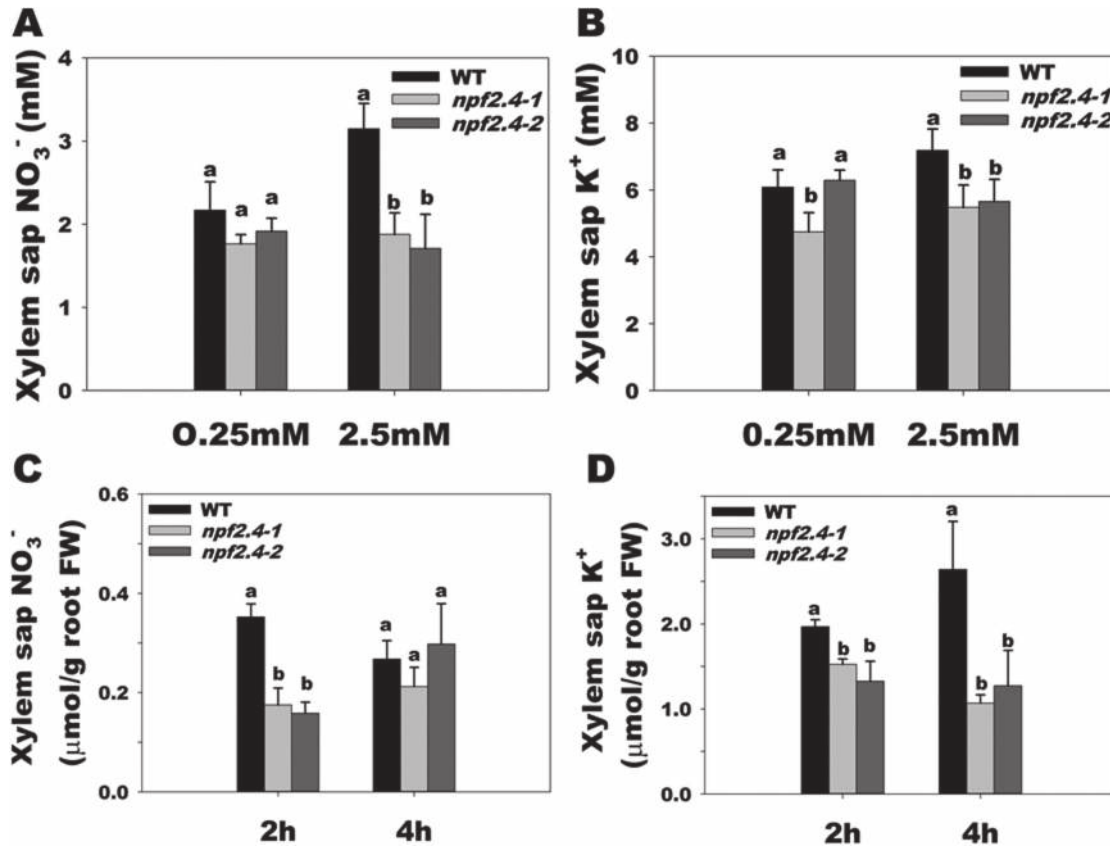 A
Xylem sap NO₃⁻ (mM)
4
3
2
1
0
WT
npf2.4-1
npf2.4-2
a
a
a
a
b
b
0.25mM 2.5mM
B
Xylem sap K⁺ (mM)
10
8
6
4
2
0
WT
npf2.4-1
npf2.4-2
a
b
a
a
b
b
0.25mM 2.5mM
C
Xylem sap NO₃⁻
(μmol/g root FW)
0.6
0.4
0.2
0.0
WT
npf2.4-1
npf2.4-2
a
b
b
a
a
a
2h 4h
D
Xylem sap K⁺
(μmol/g root FW)
3.0
2.0
1.0
0.0
WT
npf2.4-1
npf2.4-2
a
b
b
a
b
b
2h 4h